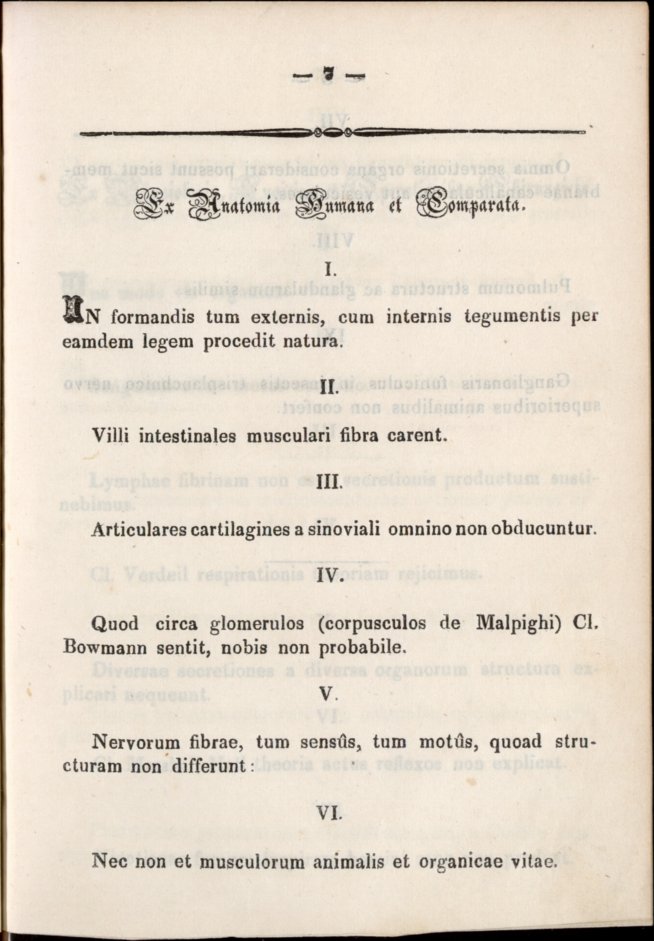 — 7 —
Ex Anatomia Humana et Comparata.
I.
IN formandis tum externis, cum internis tegumentis per
eamdem legem procedit natura.
II.
Villi intestinales musculari fibra carent.
III.
Articulares cartilagines a sinoviali omnino non obducuntur.
IV.
Quod circa glomerulos (corpusculos de Malpighi) Cl.
Bowmann sentit, nobis non probabile.
V.
Nervorum fibrae, tum sensûs, tum motûs, quoad stru-
cturam non differunt:
VI.
Nec non et musculorum animalis et organicae vitae.